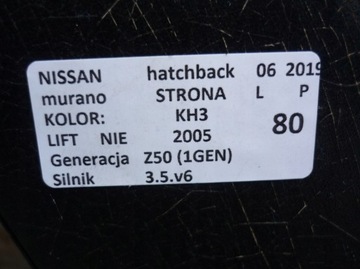 NISSAN hatchback 06 2019
murano STRONA L P
KOLOR: KH3 80
LIFT NIE 2005
Generacja Z50 (1GEN)
Silnik 3.5.v6